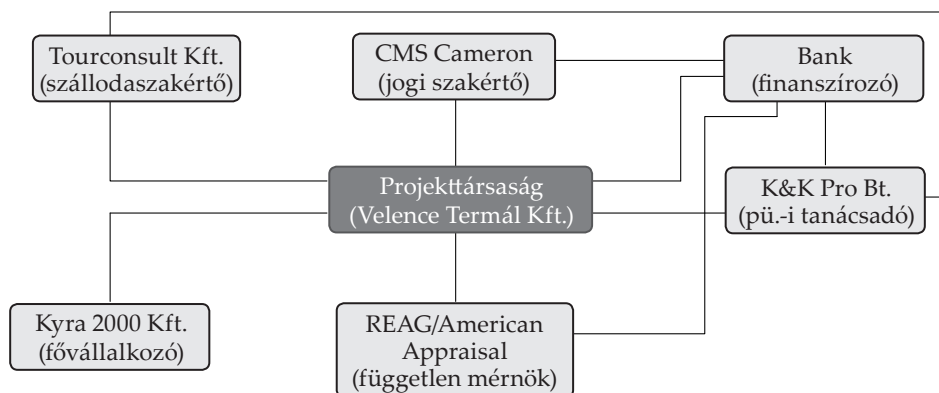 Tourconsult Kft.
(szállodaszakértő)
CMS Cameron
(jogi szakértő)
Bank
(finanszírozó)
Projekttársaság
(Velence Termál Kft.)
K&K Pro Bt.
(pü.-i tanácsadó)
Kyra 2000 Kft.
(fővállalkozó)
REAG/American
Appraisal
(független mérnök)